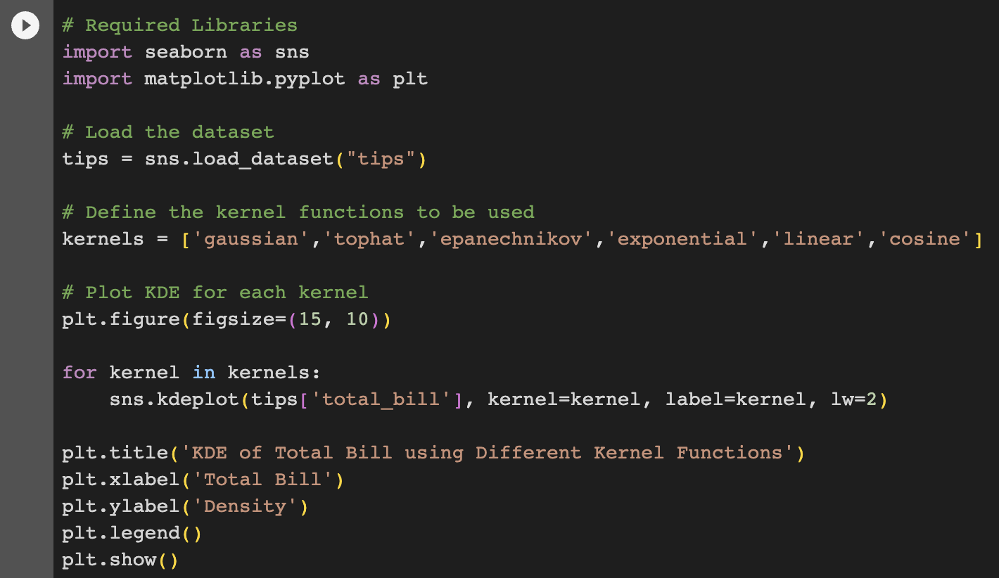 # Required Libraries
import seaborn as sns
import matplotlib.pyplot as plt

# Load the dataset
tips = sns.load_dataset("tips")

# Define the kernel functions to be used
kernels = ['gaussian','tophat','epanechnikov','exponential','linear','cosine']

# Plot KDE for each kernel
plt.figure(figsize=(15, 10))

for kernel in kernels:
    sns.kdeplot(tips['total_bill'], kernel=kernel, label=kernel, lw=2)

plt.title('KDE of Total Bill using Different Kernel Functions')
plt.xlabel('Total Bill')
plt.ylabel('Density')
plt.legend()
plt.show()